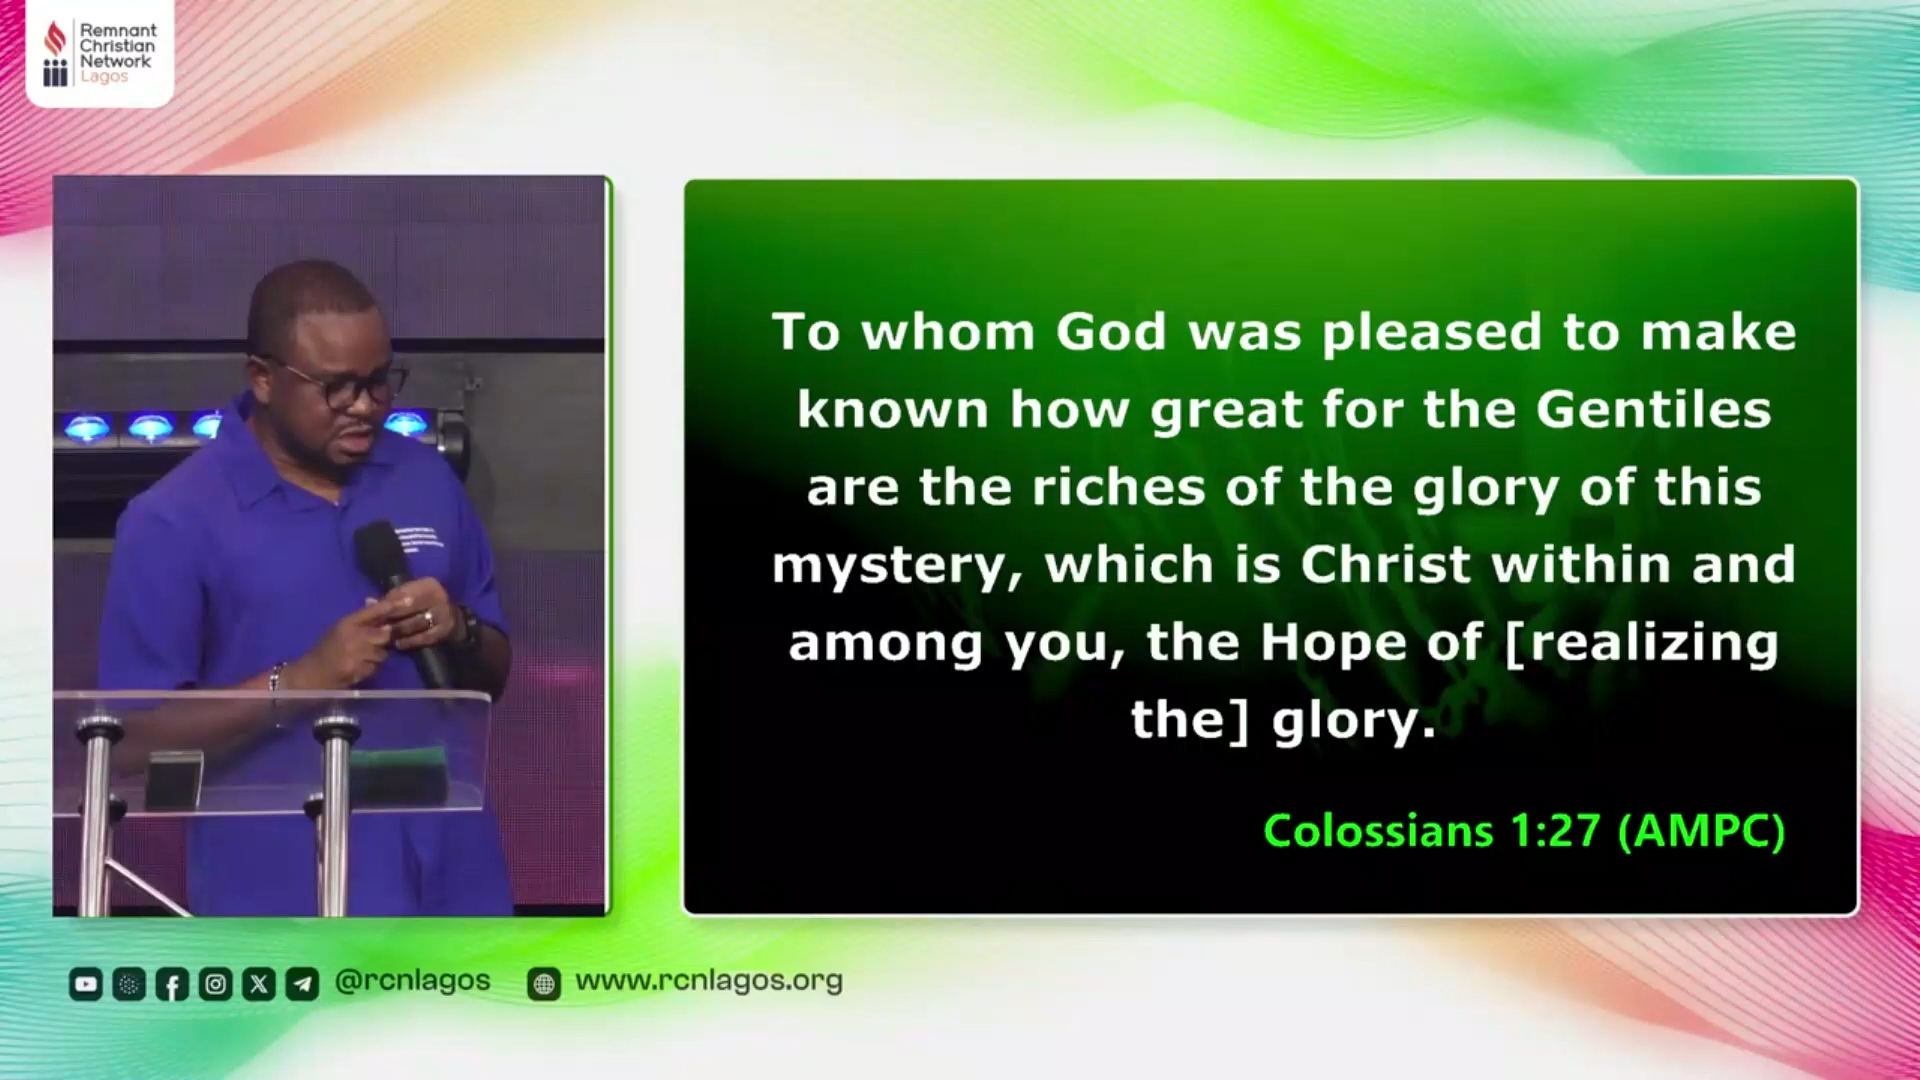 Remnant
Christian
Network
Lagos
To whom God was pleased to make
known how great for the Gentiles
are the riches of the glory of this
mystery, which is Christ within and
among you, the Hope of [realizing
the] glory.
Colossians 1:27 (AMPC)
@rcnlagos
www.rcnlagos.org